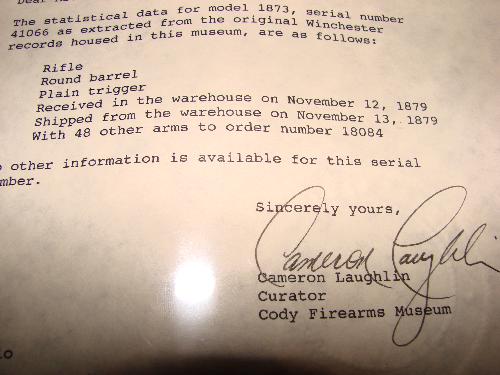 Dear
The statistical data for model 1873, serial number
41066 as extracted from the original Winchester
records housed in this museum, are as follows:
Rifle
Round barrel
Plain trigger
Received in the warehouse on November 12, 1879
Shipped from the warehouse on November 13, 1879
With 48 other arms to order number 18084
other information is available for this serial
mber.
Sincerely yours,
Cameron Laughlin
Cameron Laughlin
Curator
Cody Firearms Museum